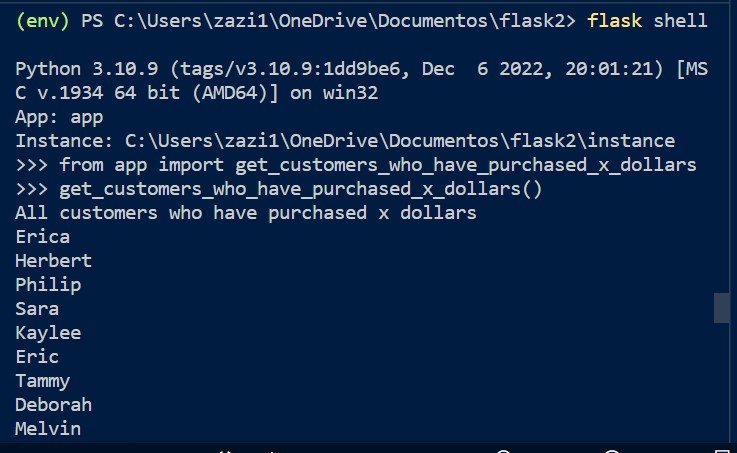 (env) PS C:\Users\zazi1\OneDrive\Documentos\flask2> flask shell
Python 3.10.9 (tags/v3.10.9:1dd9be6, Dec  6 2022, 20:01:21) [MS
C v.1934 64 bit (AMD64)] on win32
App: app
Instance: C:\Users\zazi1\OneDrive\Documentos\flask2\instance
>>> from app import get_customers_who_have_purchased_x_dollars
>>> get_customers_who_have_purchased_x_dollars()
All customers who have purchased x dollars
Erica
Herbert
Philip
Sara
Kaylee
Eric
Tammy
Deborah
Melvin